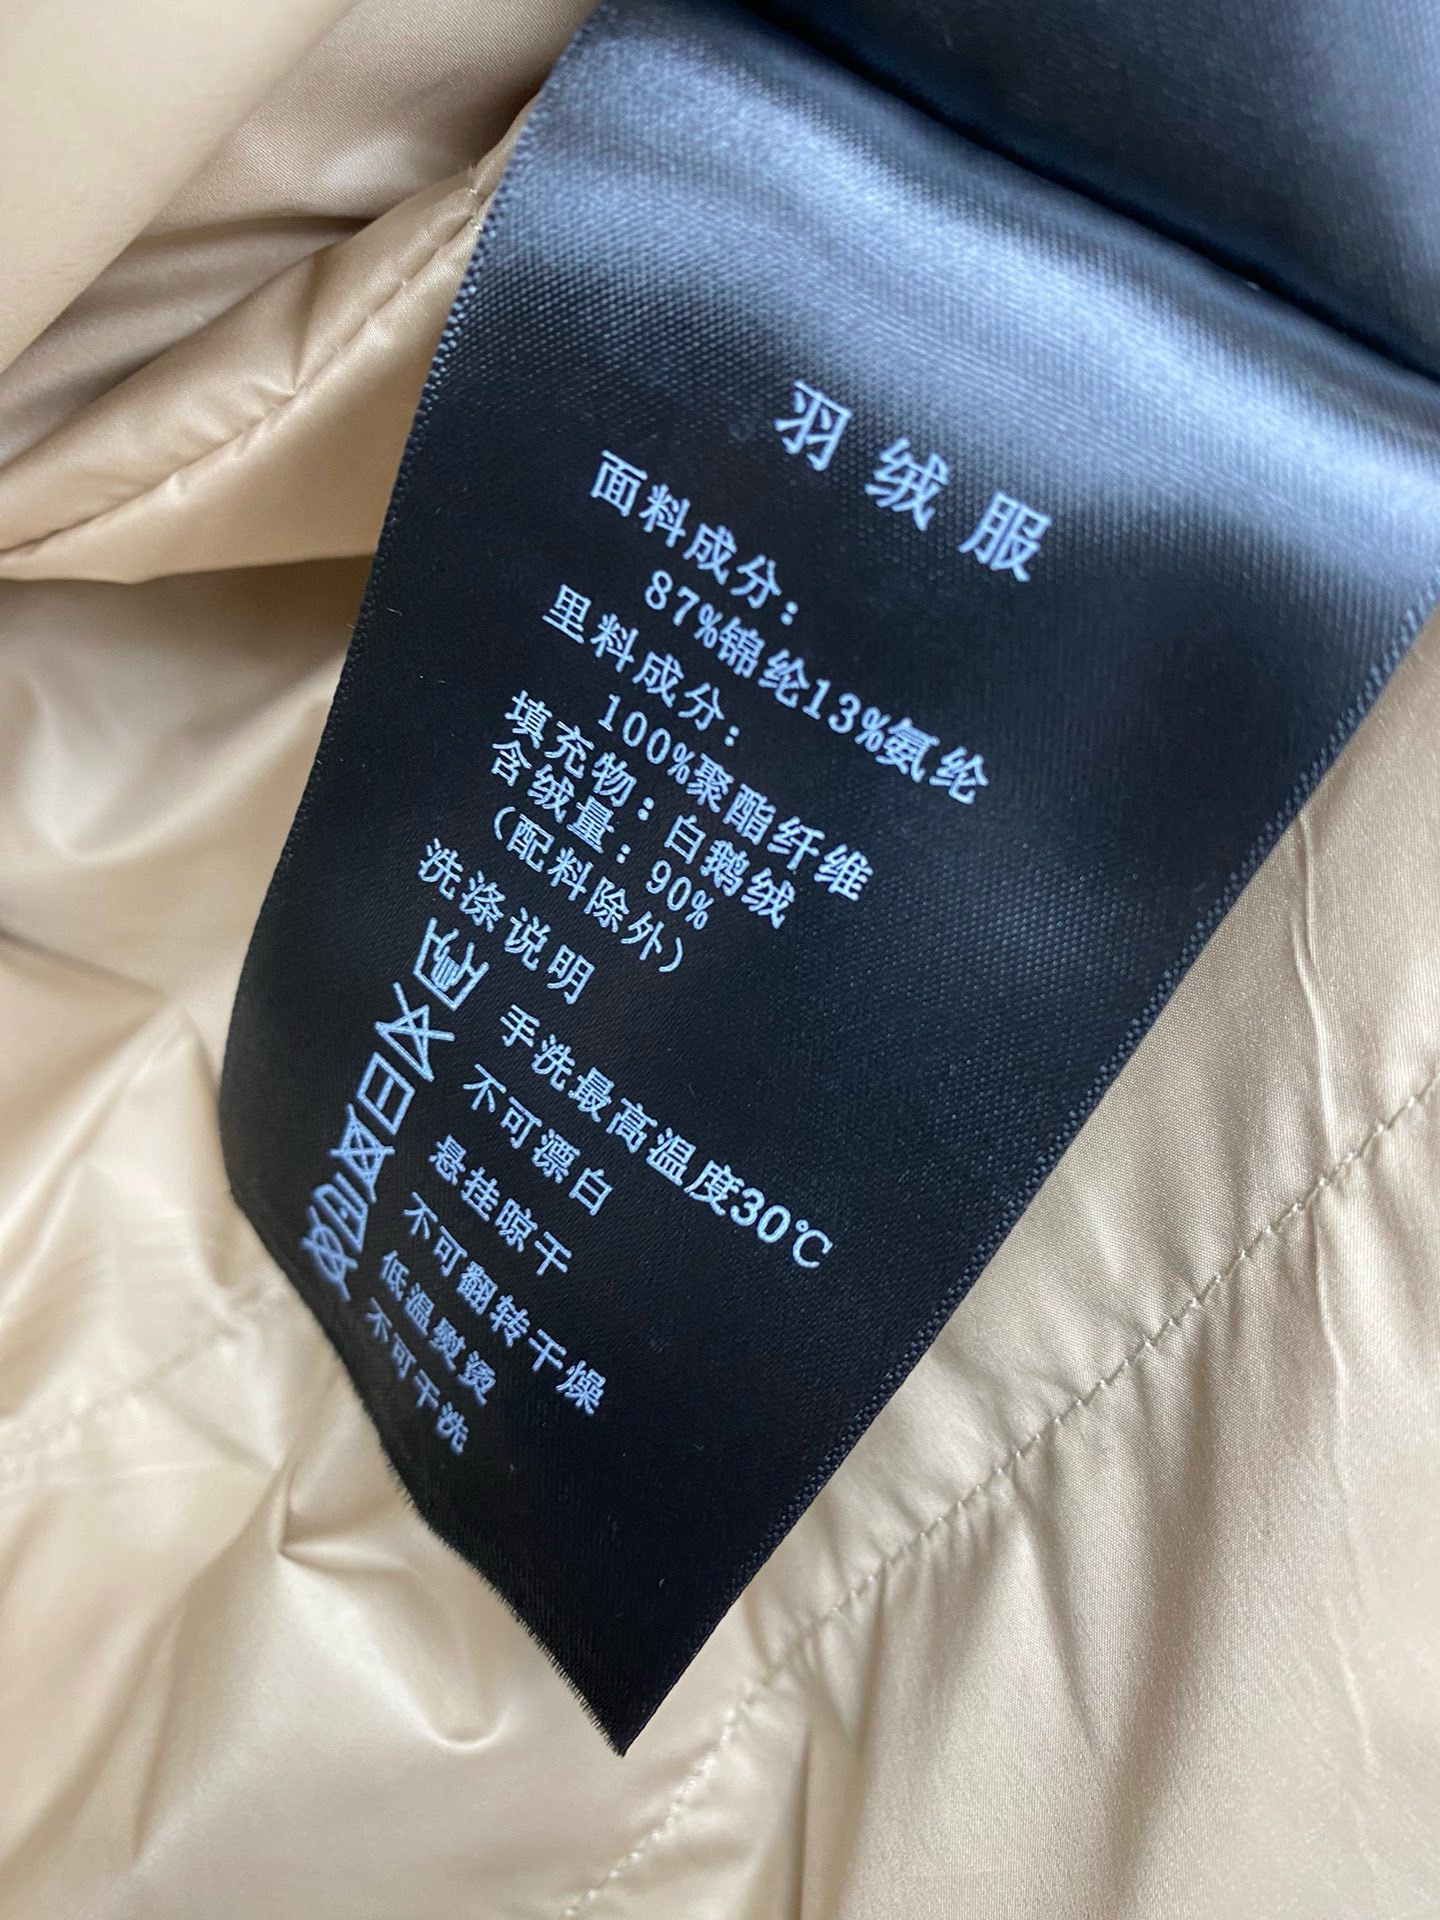 羽绒服
面料成分：
87%锦纶13%氨纶
里料成分：
100%聚酯纤维
填充物：白鹅绒
含绒量：90%
（配料除外）
洗涤说明
手洗最高温度30℃
不可漂白
悬挂晾干
不可翻转干燥
低温熨烫
不可干洗